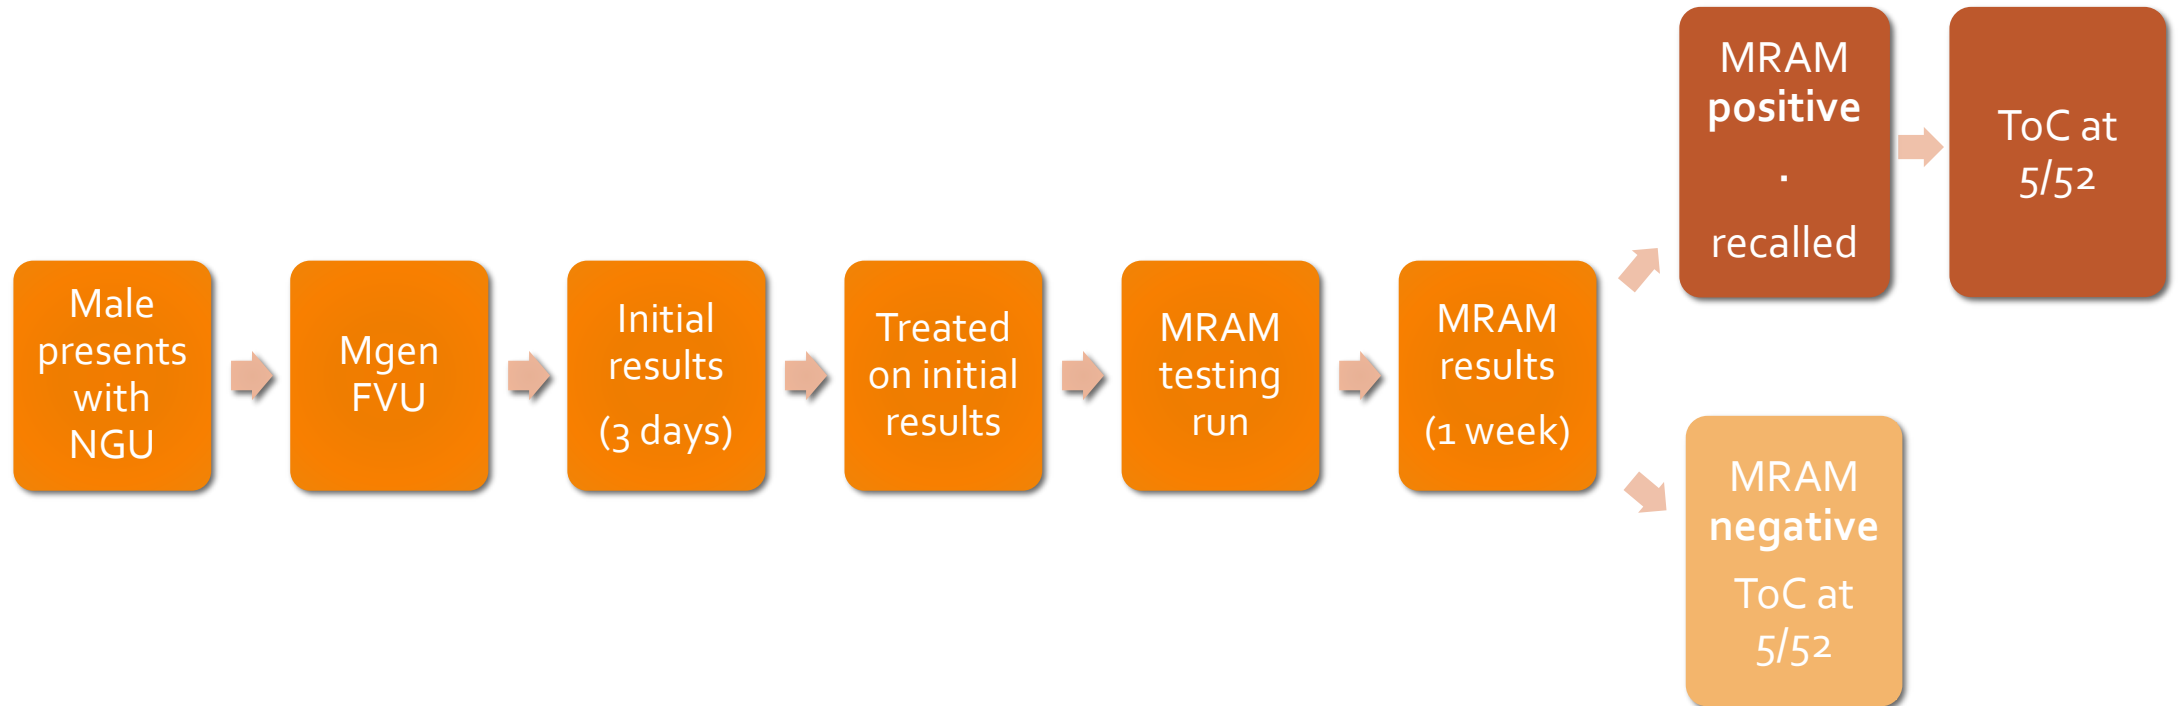 Male
presents
with
NGU
Mgen
FVU
Initial
results
(3 days)
Treated
on initial
results
MRAM
testing
run
MRAM
results
(1 week)
MRAM
positive
.
recalled
ToC at
5/52
MRAM
negative
ToC at
5/52